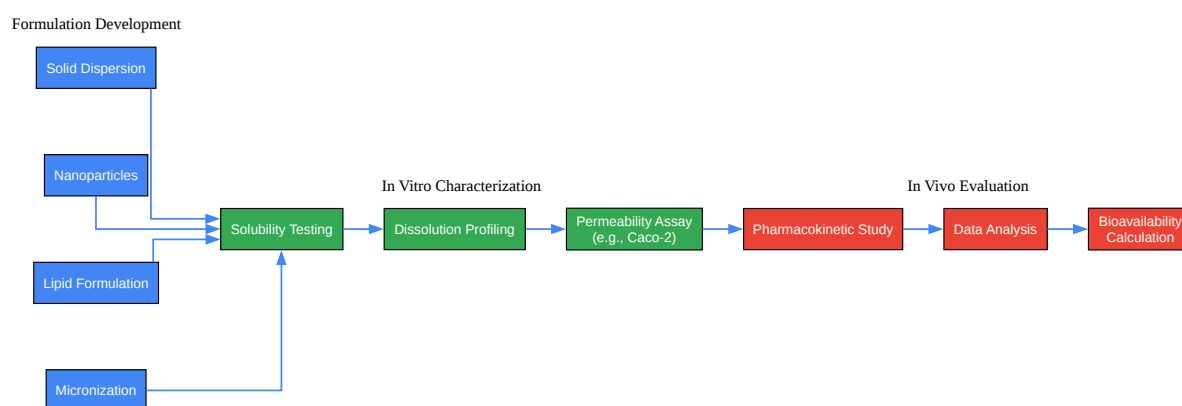 Formulation Development
Solid Dispersion
Nanoparticles
Lipid Formulation
Micronization
In Vitro Characterization
Solubility Testing
Dissolution Profiling
Permeability Assay
(e.g., Caco-2)
In Vivo Evaluation
Pharmacokinetic Study
Data Analysis
Bioavailability
Calculation